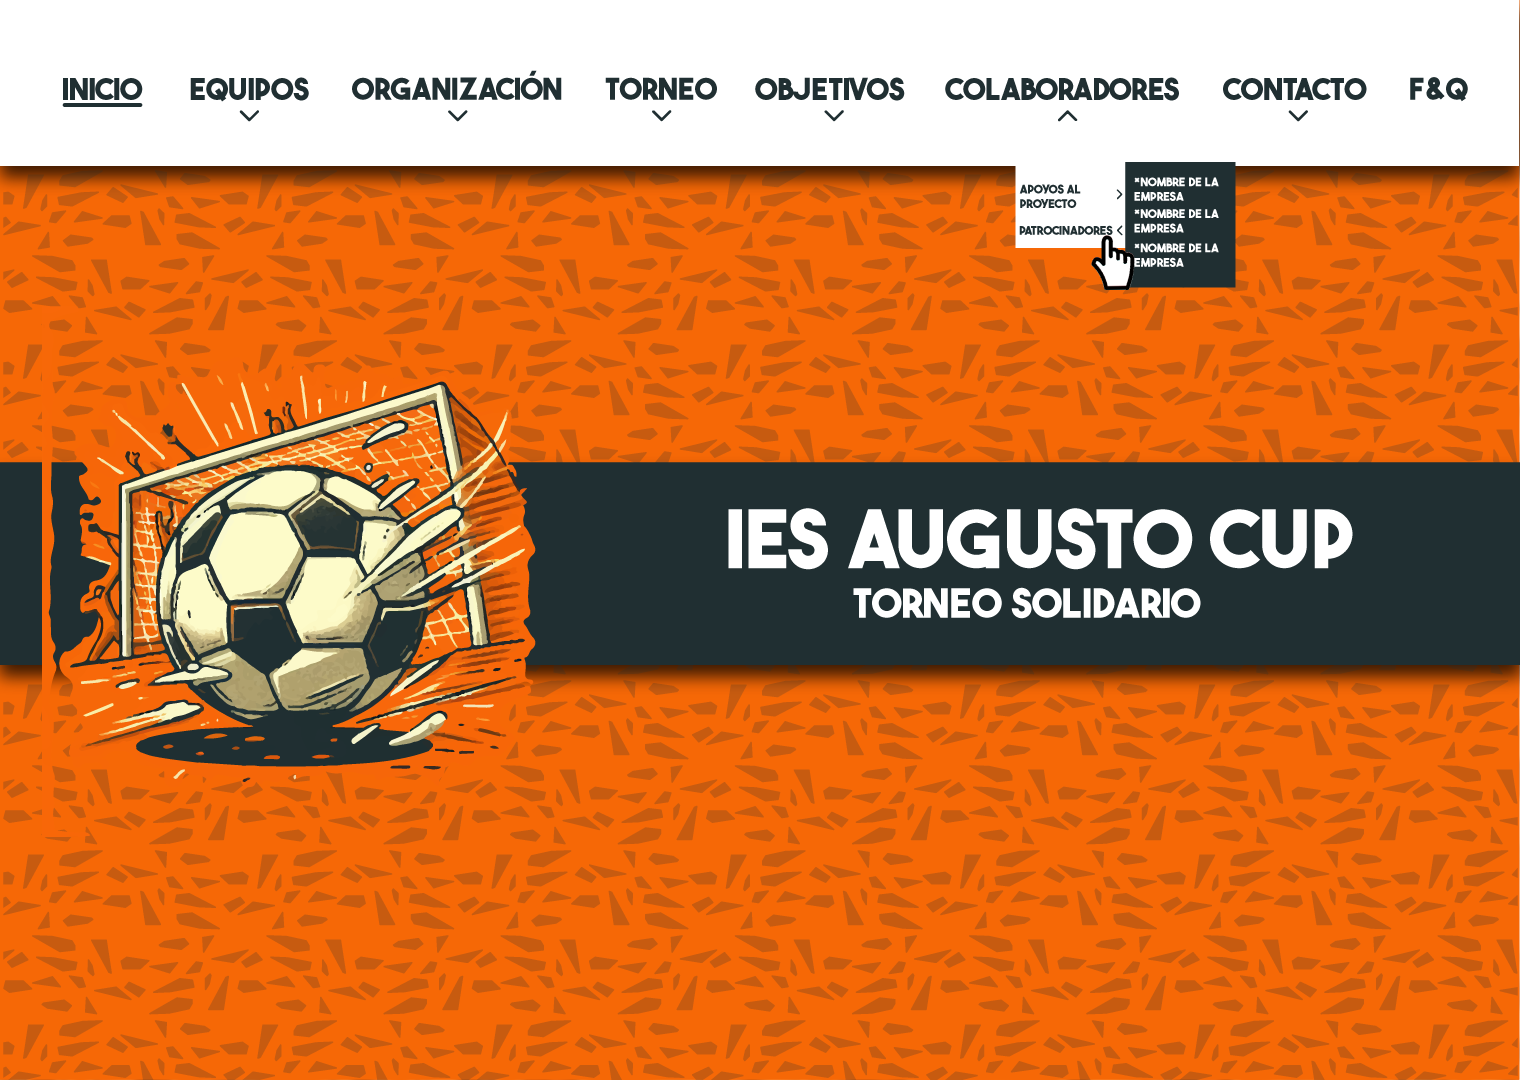 INICIO EQUIPOS ORGANIZACIÓN TORNEO OBJETIVOS COLABORADORES CONTACTO F&Q
APOYOS AL
PROYECTO
PATROCINADORES
*NOMBRE DE LA
EMPRESA
*NOMBRE DE LA
EMPRESA
*NOMBRE DE LA
EMPRESA
IES AUGUSTO CUP
TORNEO SOLIDARIO